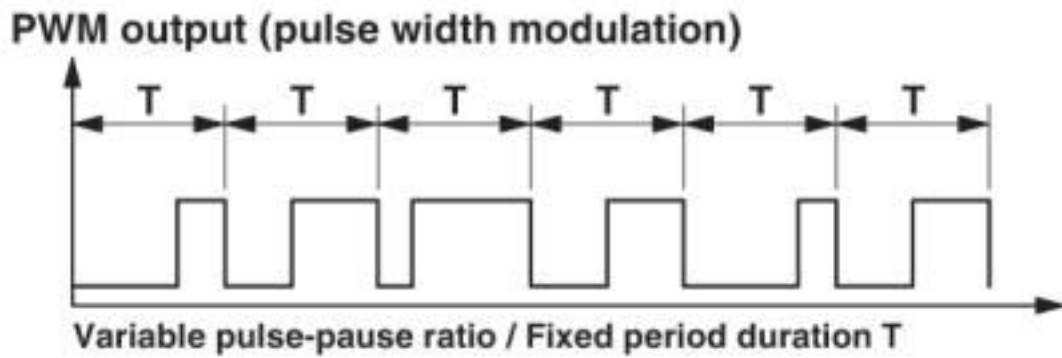 PWM output (pulse width modulation)
T T T T T T
Variable pulse-pause ratio / Fixed period duration T